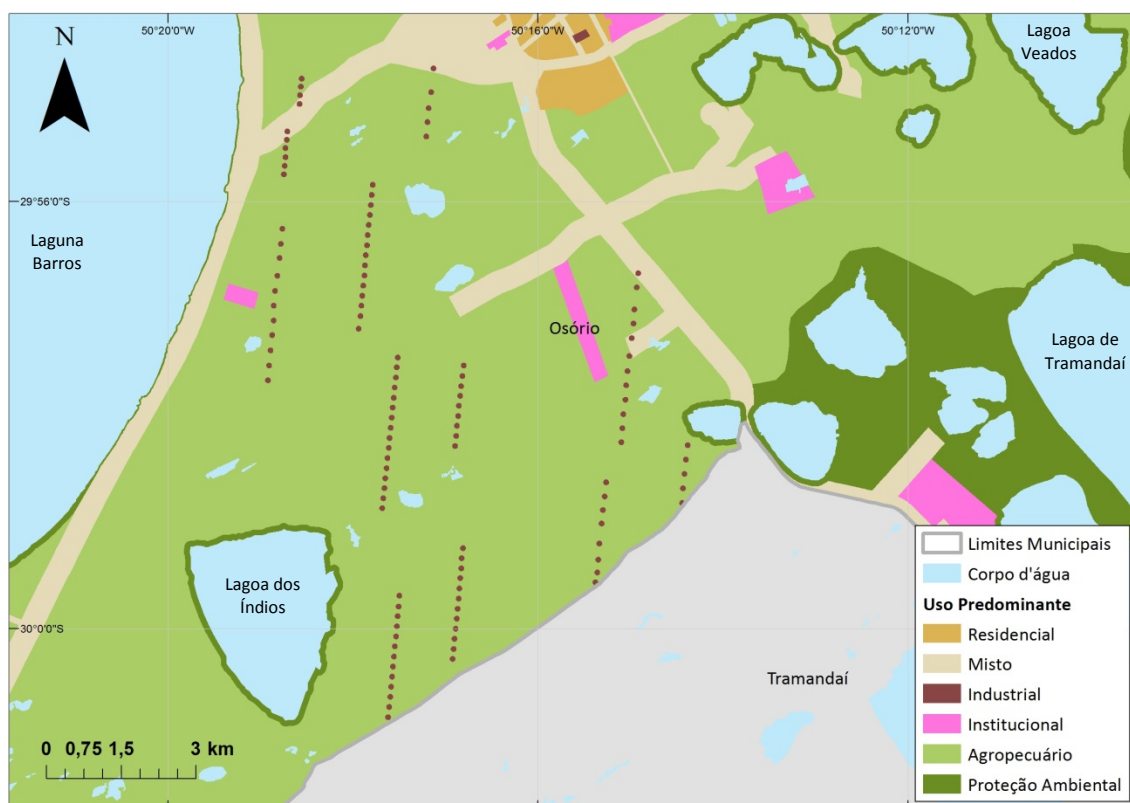 N
50°20'0"W
50°16'0"W
50°12'0"W
Lagoa
Veados
29°56'0"S
Laguna
Barros
Osório
Lagoa de
Tramandaí
Lagoa dos
Índios
30°0'0"S
Tramandaí
0 0,75 1,5 3 km
Limites Municipais
Corpo d'água
Uso Predominante
Residencial
Misto
Industrial
Institucional
Agropecuário
Proteção Ambiental